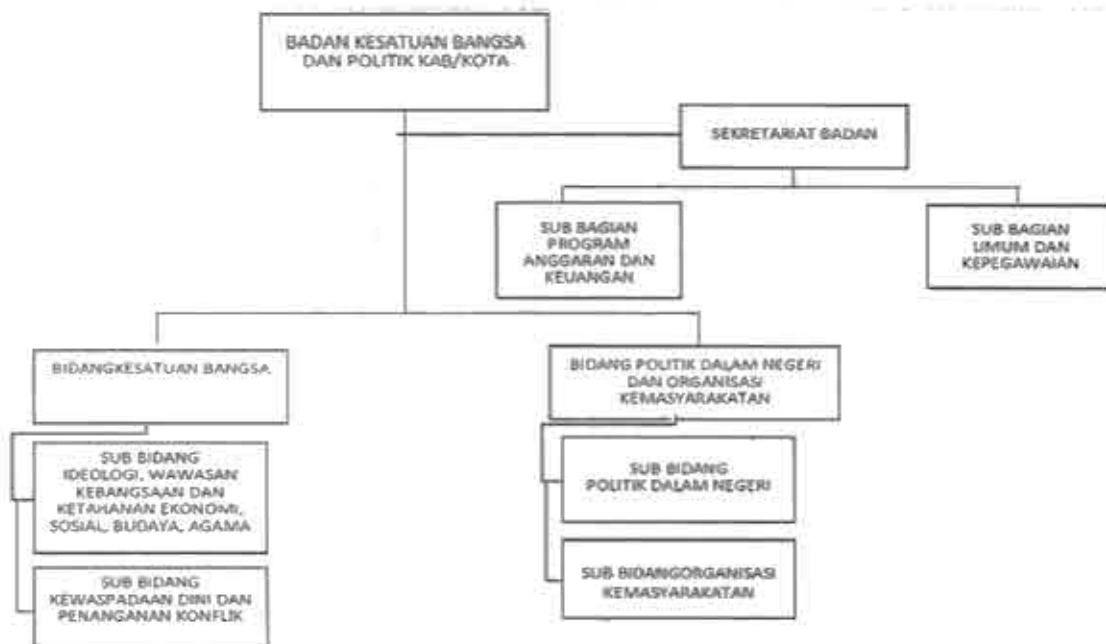 BADAN KESATUAN BANGSA
DAN POLITIK KAB/KOTA
SEKRETARIAT BADAN
SUB BAGIAN
PROGRAM
ANGGARAN DAN
KEUANGAN
SUB BAGIAN
UMUM DAN
KEPEGAWAIAN
BIDANGKESATUAN BANGSA
BIDANG POLITIK DALAM NEGERI
DAN ORGANISASI
KEMASYARAKATAN
SUB BIDANG
IDEOLOGI, WAWASAN
KEBANGSAAN DAN
KETAHANAN EKONOMI,
SOSIAL, BUDAYA, AGAMA
SUB BIDANG
POLITIK DALAM NEGERI
SUB BIDANG
KEWASPADAAN DINI DAN
PENANGANAN KONFLIK
SUB BIDANGORGANISASI
KEMASYARAKATAN